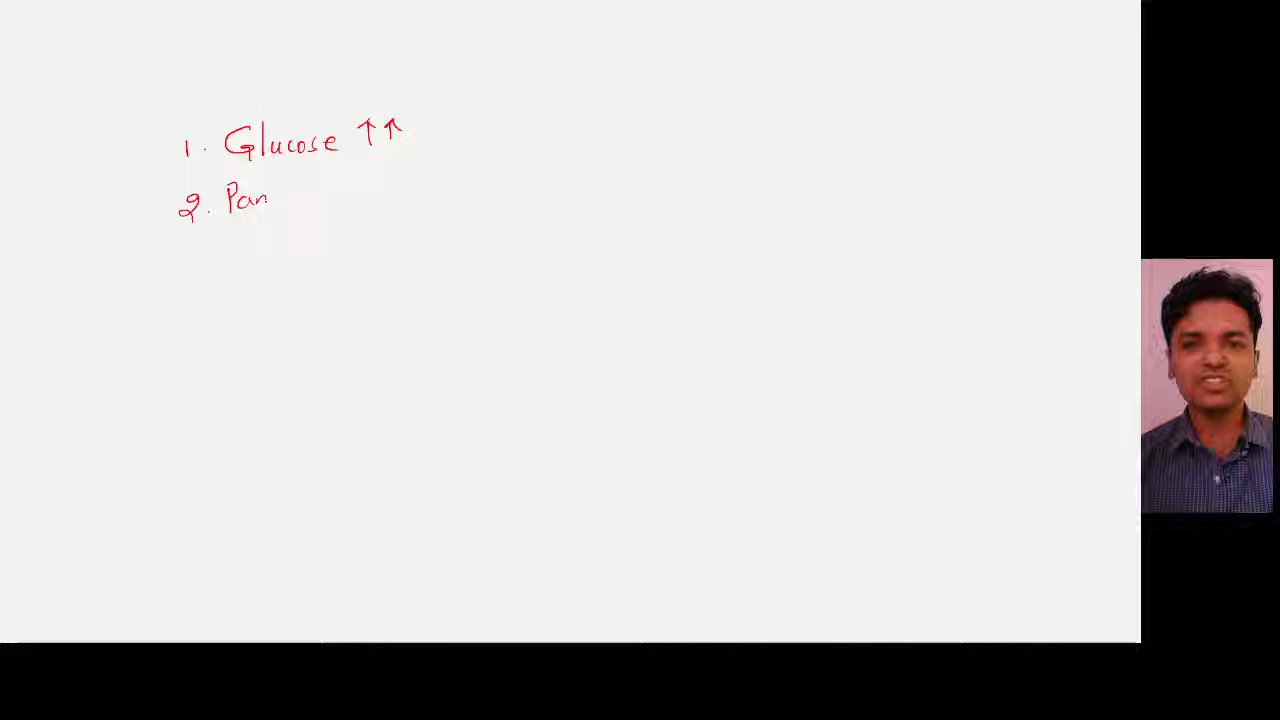 1. Glucose ↑↑
2. Pan